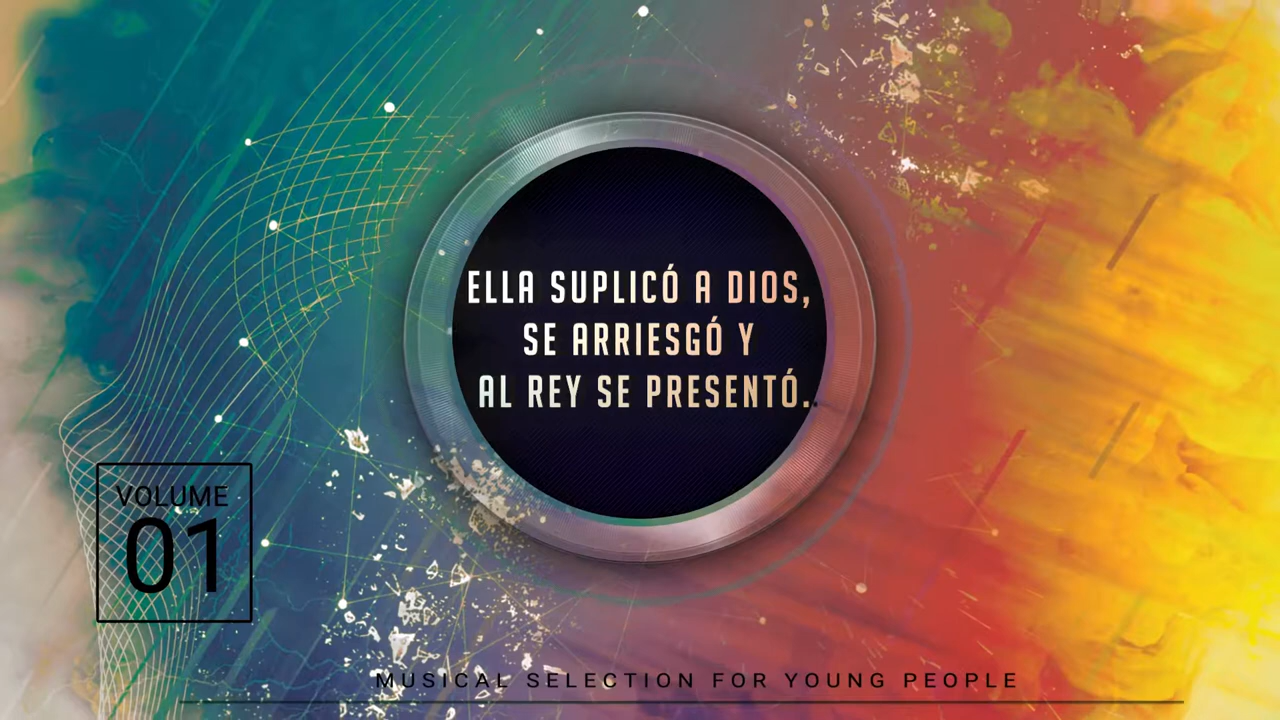 ELLA SUPLICÓ A DIOS,
SE ARRIESGÓ Y
AL REY SE PRESENTÓ..
VOLUME
01
MUSICAL SELECTION FOR YOUNG PEOPLE